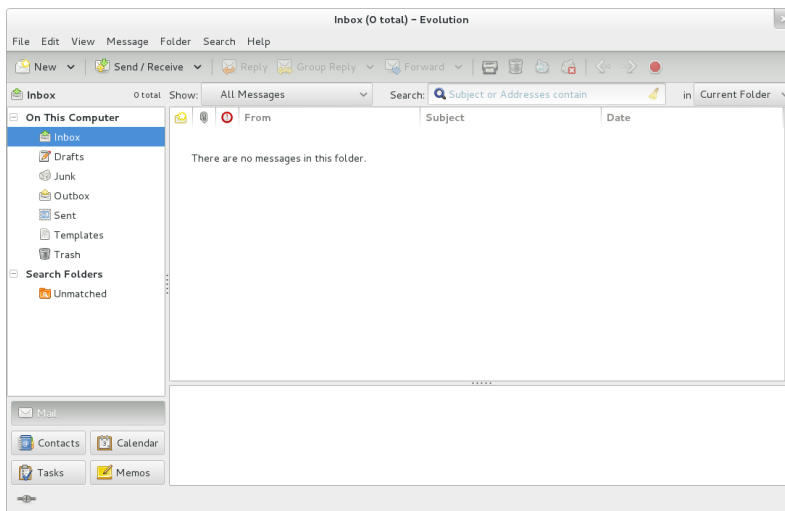 Inbox (0 total) – Evolution
File Edit View Message Folder Search Help
New Send / Receive Reply Group Reply Forward
Inbox 0 total Show: All Messages Search: Subject or Addresses contain in Current Folder
On This Computer From Subject Date
Inbox
Drafts There are no messages in this folder.
Junk
Outbox
Sent
Templates
Trash
Search Folders
Unmatched
Mail
Contacts Calendar
Tasks Memos